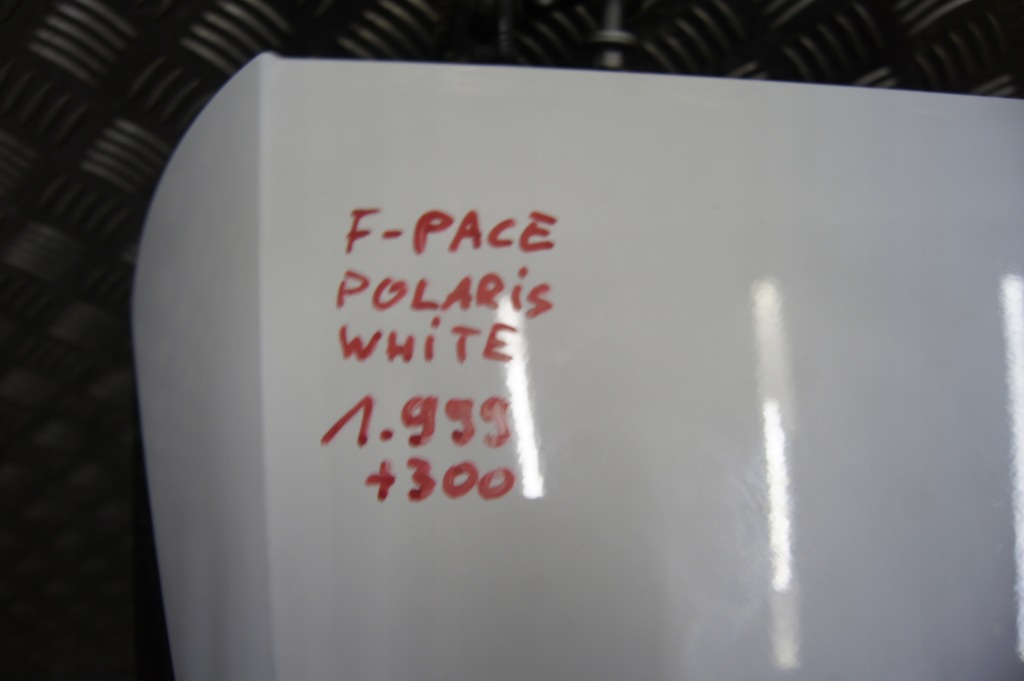 F-PACE
POLARiS
WHiTE
1.999
+300